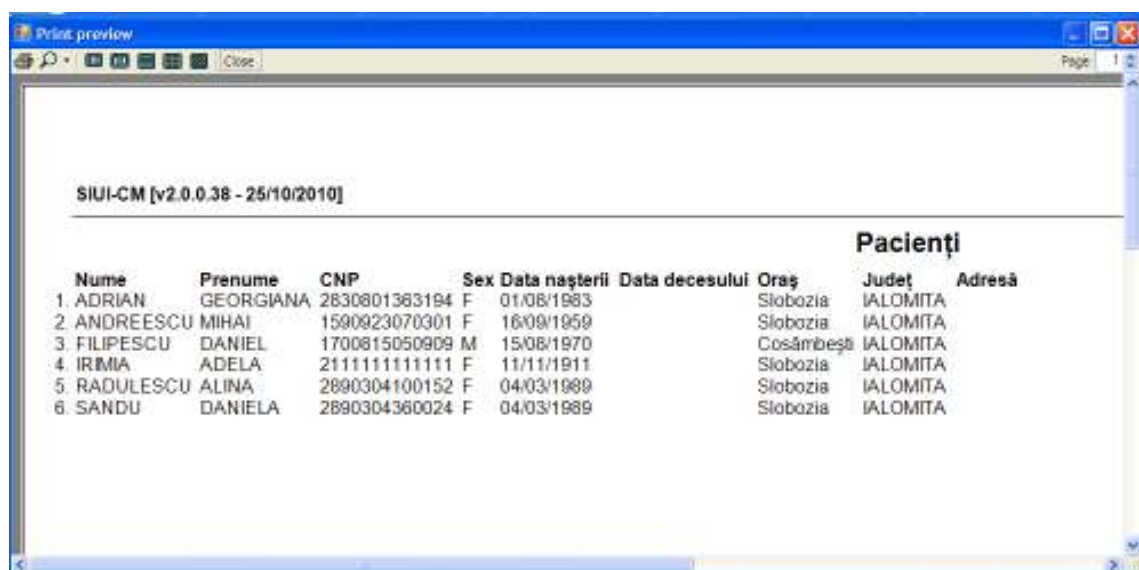 Print preview
Close Page 1
SIUI-CM [v2.0.0.38 - 25/10/2010]
Pacienți
Nume Prenume CNP Sex Data nașterii Data decesului Oraș Județ Adresă
1. ADRIAN GEORGIANA 2830801363194 F 01/08/1983 Slobozia IALOMITA
2. ANDREESCU MIHAI 1590923070301 F 16/09/1959 Slobozia IALOMITA
3. FILIPESCU DANIEL 1700815050909 M 15/08/1970 Cosâmbești IALOMITA
4. IRIMIA ADELA 2111111111111 F 11/11/1911 Slobozia IALOMITA
5. RADULESCU ALINA 2890304100152 F 04/03/1989 Slobozia IALOMITA
6. SANDU DANIELA 2890304360024 F 04/03/1989 Slobozia IALOMITA